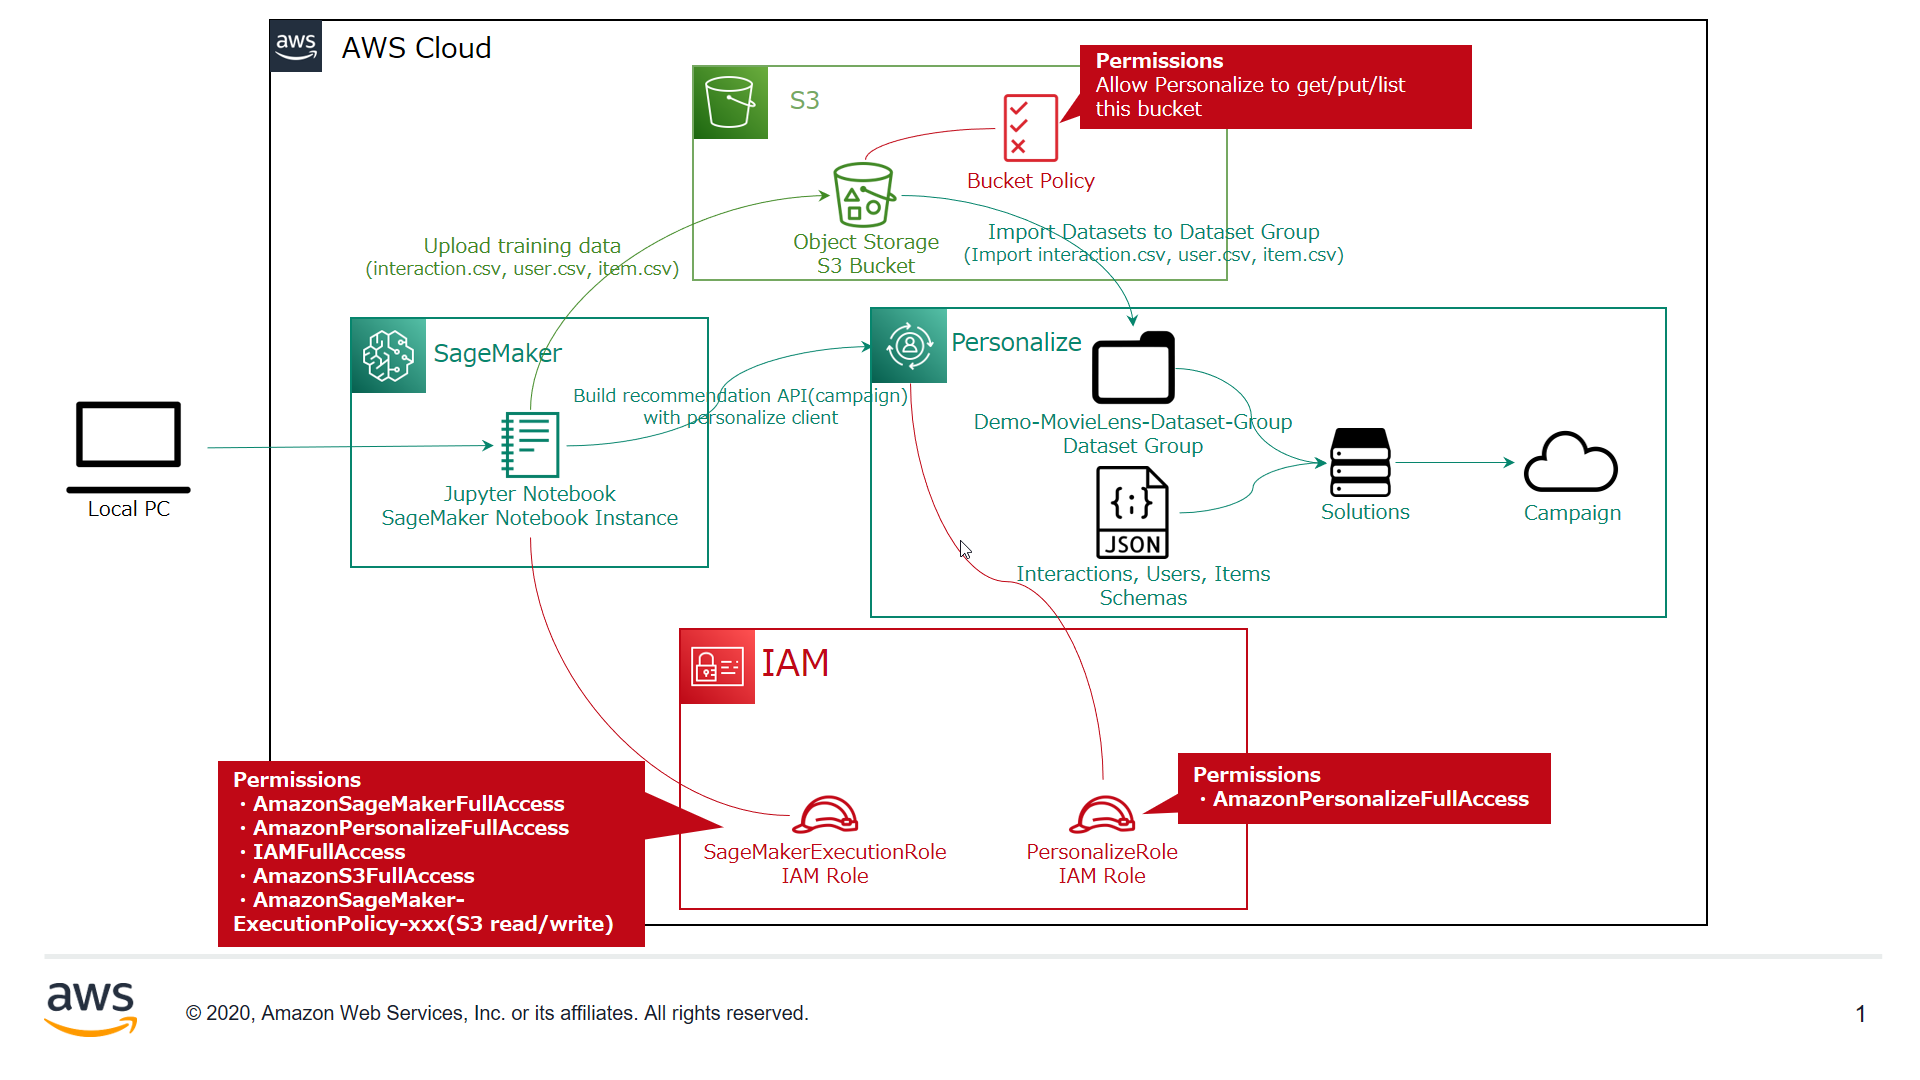 aws
AWS Cloud
S3
Permissions
Allow Personalize to get/put/list
this bucket
Bucket Policy
Object Storage
S3 Bucket
Upload training data
(interaction.csv, user.csv, item.csv)
Import Datasets to Dataset Group
(Import interaction.csv, user.csv, item.csv)
SageMaker
Build recommendation API(campaign)
with personalize client
Jupyter Notebook
SageMaker Notebook Instance
Local PC
Personalize
Demo-MovieLens-Dataset-Group
Dataset Group
{;}
JSON
Interactions, Users, Items
Schemas
Solutions
Campaign
IAM
Permissions
・AmazonSageMakerFullAccess
・AmazonPersonalizeFullAccess
・IAMFullAccess
・AmazonS3FullAccess
・AmazonSageMaker-
ExecutionPolicy-xxx(S3 read/write)
SageMakerExecutionRole
IAM Role
PersonalizeRole
IAM Role
Permissions
・AmazonPersonalizeFullAccess
aws
© 2020, Amazon Web Services, Inc. or its affiliates. All rights reserved.
1